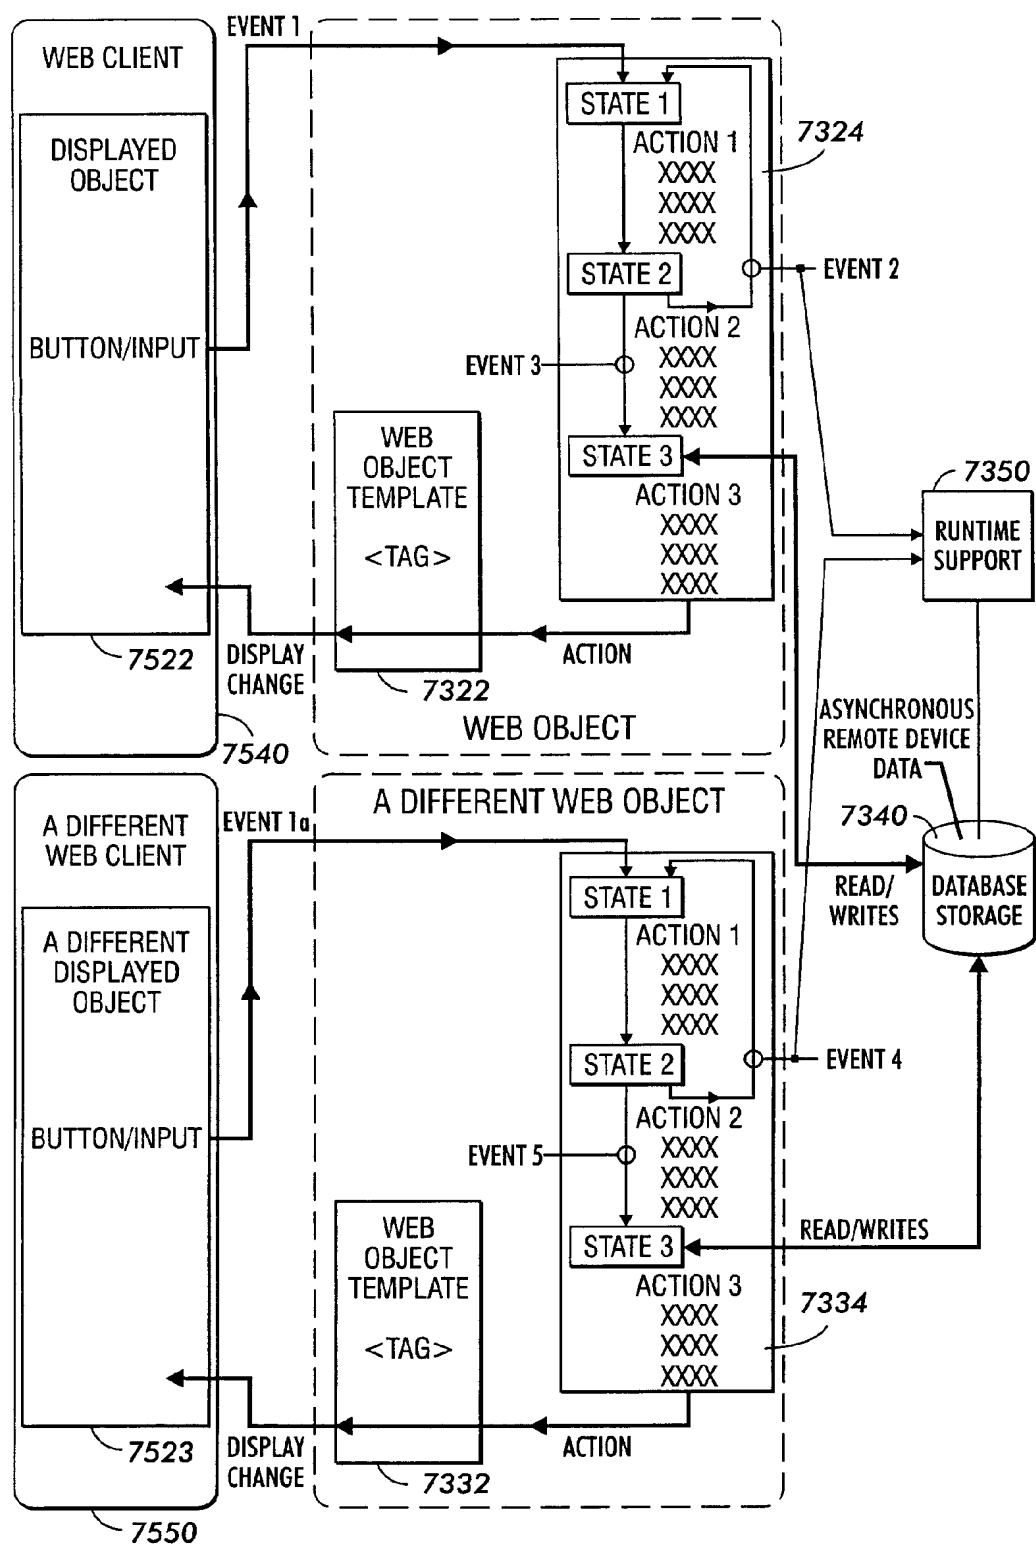 EVENT 1
WEB CLIENT
DISPLAYED
OBJECT
BUTTON/INPUT
7522
7540
DISPLAY
CHANGE
WEB
OBJECT
TEMPLATE
<TAG>
7322
WEB OBJECT
STATE 1
ACTION 1
XXXX
XXXX
XXXX
STATE 2
ACTION 2
XXXX
XXXX
XXXX
EVENT 3
STATE 3
ACTION 3
XXXX
XXXX
XXXX
ACTION
7324
EVENT 2
7350
RUNTIME
SUPPORT
ASYNCHRONOUS
REMOTE DEVICE
DATA
7340
DATABASE
STORAGE
READ/
WRITES
A DIFFERENT
WEB CLIENT
EVENT 1a
A DIFFERENT
DISPLAYED
OBJECT
BUTTON/INPUT
7523
7550
DISPLAY
CHANGE
A DIFFERENT WEB OBJECT
WEB
OBJECT
TEMPLATE
<TAG>
7332
STATE 1
ACTION 1
XXXX
XXXX
XXXX
STATE 2
EVENT 4
ACTION 2
XXXX
XXXX
XXXX
EVENT 5
STATE 3
READ/WRITES
ACTION 3
XXXX
XXXX
XXXX
7334
ACTION